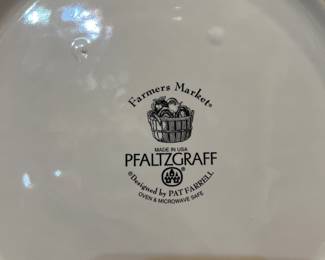 Farmers Market®
MADE IN USA
PFALTZGRAFF
®
©Designed by PAT FARRELL
OVEN & MICROWAVE SAFE